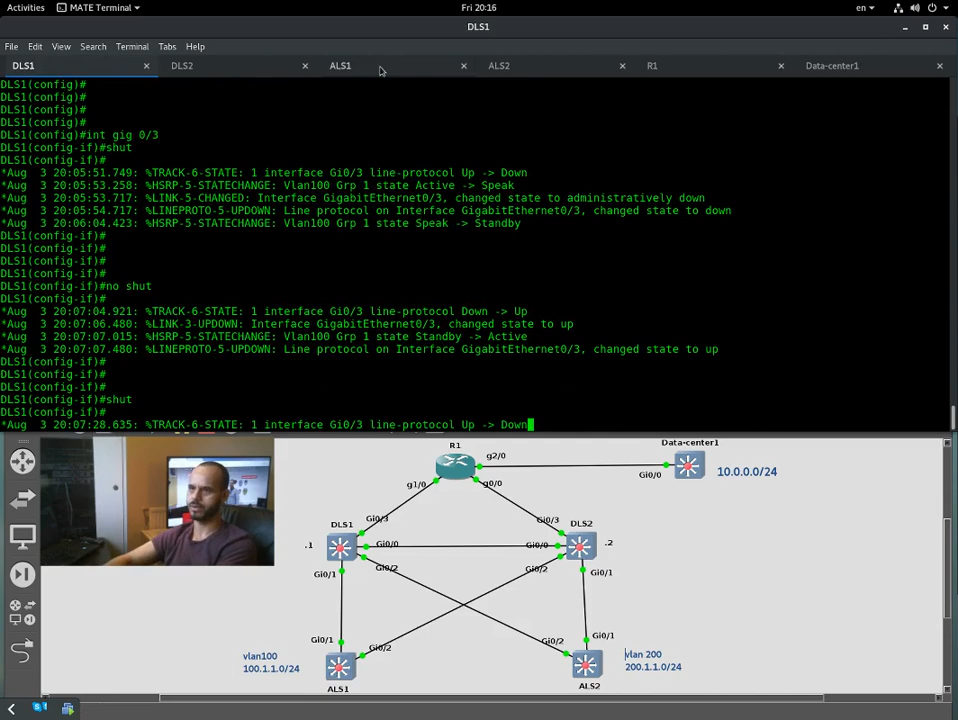 Activities
MATE Terminal
Fri 20:16
en
DLS1
File Edit View Search Terminal Tabs Help
DLS1
DLS2
ALS1
ALS2
R1
Data-center1
DLS1(config)#
DLS1(config)#
DLS1(config)#
DLS1(config)#
DLS1(config)#int gig 0/3
DLS1(config-if)#shut
DLS1(config-if)#
*Aug  3 20:05:51.749: %TRACK-6-STATE: 1 interface Gi0/3 line-protocol Up -> Down
*Aug  3 20:05:53.258: %HSRP-5-STATECHANGE: Vlan100 Grp 1 state Active -> Speak
*Aug  3 20:05:53.717: %LINK-5-CHANGED: Interface GigabitEthernet0/3, changed state to administratively down
*Aug  3 20:05:54.717: %LINEPROTO-5-UPDOWN: Line protocol on Interface GigabitEthernet0/3, changed state to down
*Aug  3 20:06:04.423: %HSRP-5-STATECHANGE: Vlan100 Grp 1 state Speak -> Standby
DLS1(config-if)#
DLS1(config-if)#
DLS1(config-if)#
DLS1(config-if)#
DLS1(config-if)#no shut
DLS1(config-if)#
*Aug  3 20:07:04.921: %TRACK-6-STATE: 1 interface Gi0/3 line-protocol Down -> Up
*Aug  3 20:07:06.480: %LINK-3-UPDOWN: Interface GigabitEthernet0/3, changed state to up
*Aug  3 20:07:07.015: %HSRP-5-STATECHANGE: Vlan100 Grp 1 state Standby -> Active
*Aug  3 20:07:07.480: %LINEPROTO-5-UPDOWN: Line protocol on Interface GigabitEthernet0/3, changed state to up
DLS1(config-if)#
DLS1(config-if)#
DLS1(config-if)#
DLS1(config-if)#shut
DLS1(config-if)#
*Aug  3 20:07:28.635: %TRACK-6-STATE: 1 interface Gi0/3 line-protocol Up -> Down
R1
Data-center1
g2/0
Gi0/0
10.0.0.0/24
g1/0
g0/0
DLS1
Gi0/3
Gi0/3
DLS2
.1
Gi0/0
Gi0/0
.2
Gi0/1
Gi0/2
Gi0/2
Gi0/1
Gi0/1
Gi0/2
Gi0/2
Gi0/1
vlan100
100.1.1.0/24
vlan 200
200.1.1.0/24
ALS1
ALS2